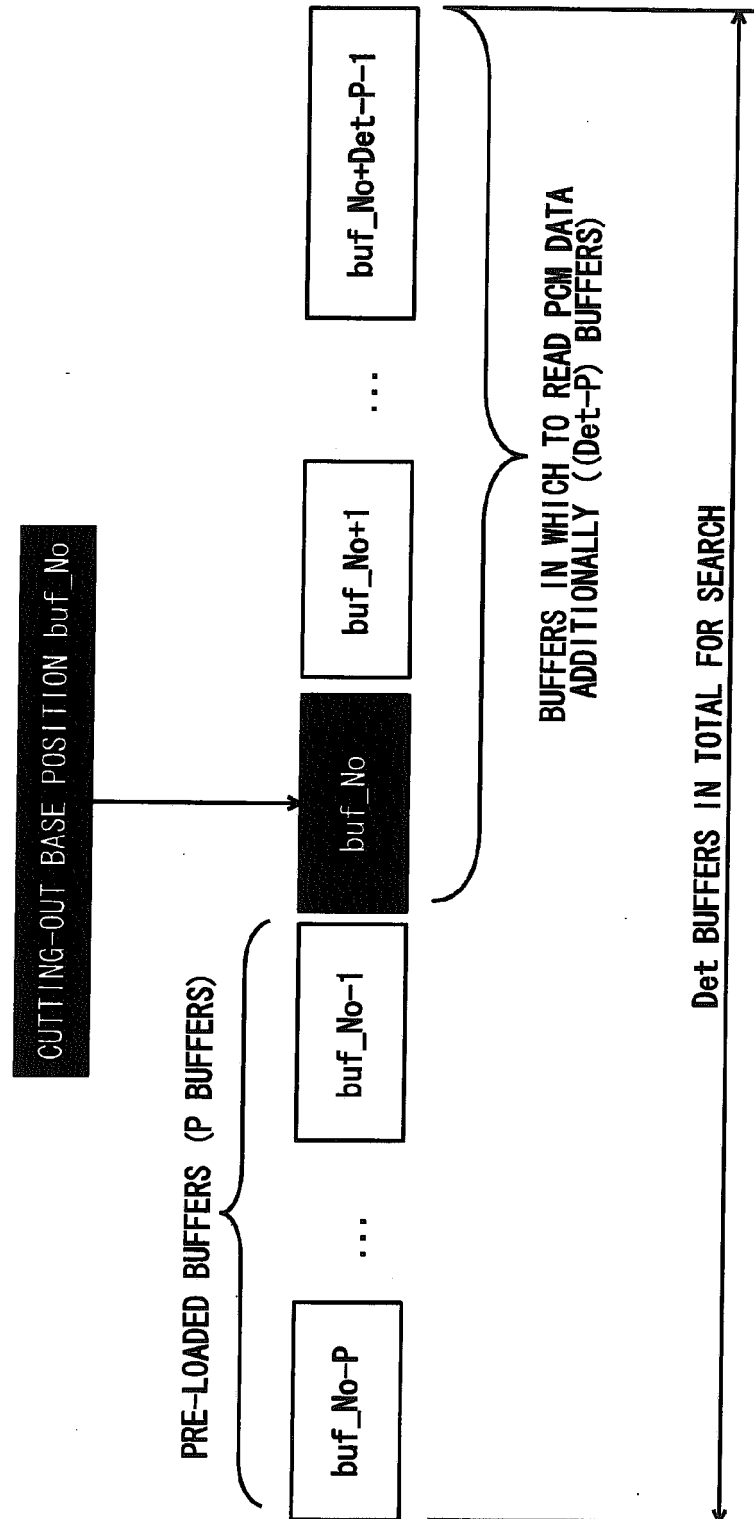 CUTTING-OUT BASE POSITION buf_No
PRE-LOADED BUFFERS (P BUFFERS)
buf_No-P
...
buf_No-1
buf_No
buf_No+1
...
buf_No+Det-P-1
BUFFERS IN WHICH TO READ PCM DATA
ADDITIONALLY ((Det-P) BUFFERS)
Det BUFFERS IN TOTAL FOR SEARCH